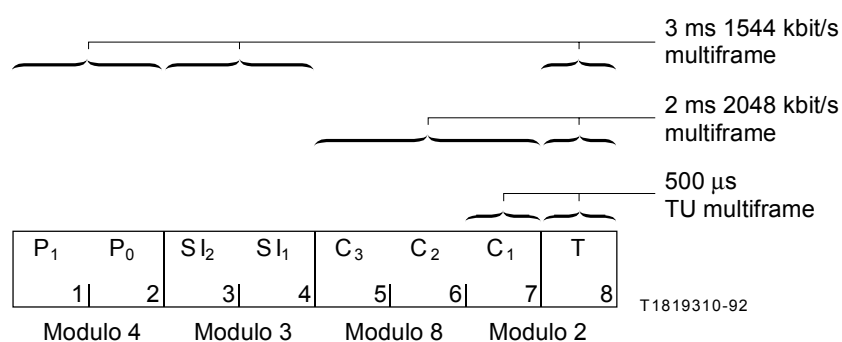 3 ms 1544 kbit/s
multiframe
2 ms 2048 kbit/s
multiframe
500 μs
TU multiframe
P₁ P₀ SI₂ SI₁ C₃ C₂ C₁ T
1 2 3 4 5 6 7 8
T1819310-92
Modulo 4 Modulo 3 Modulo 8 Modulo 2